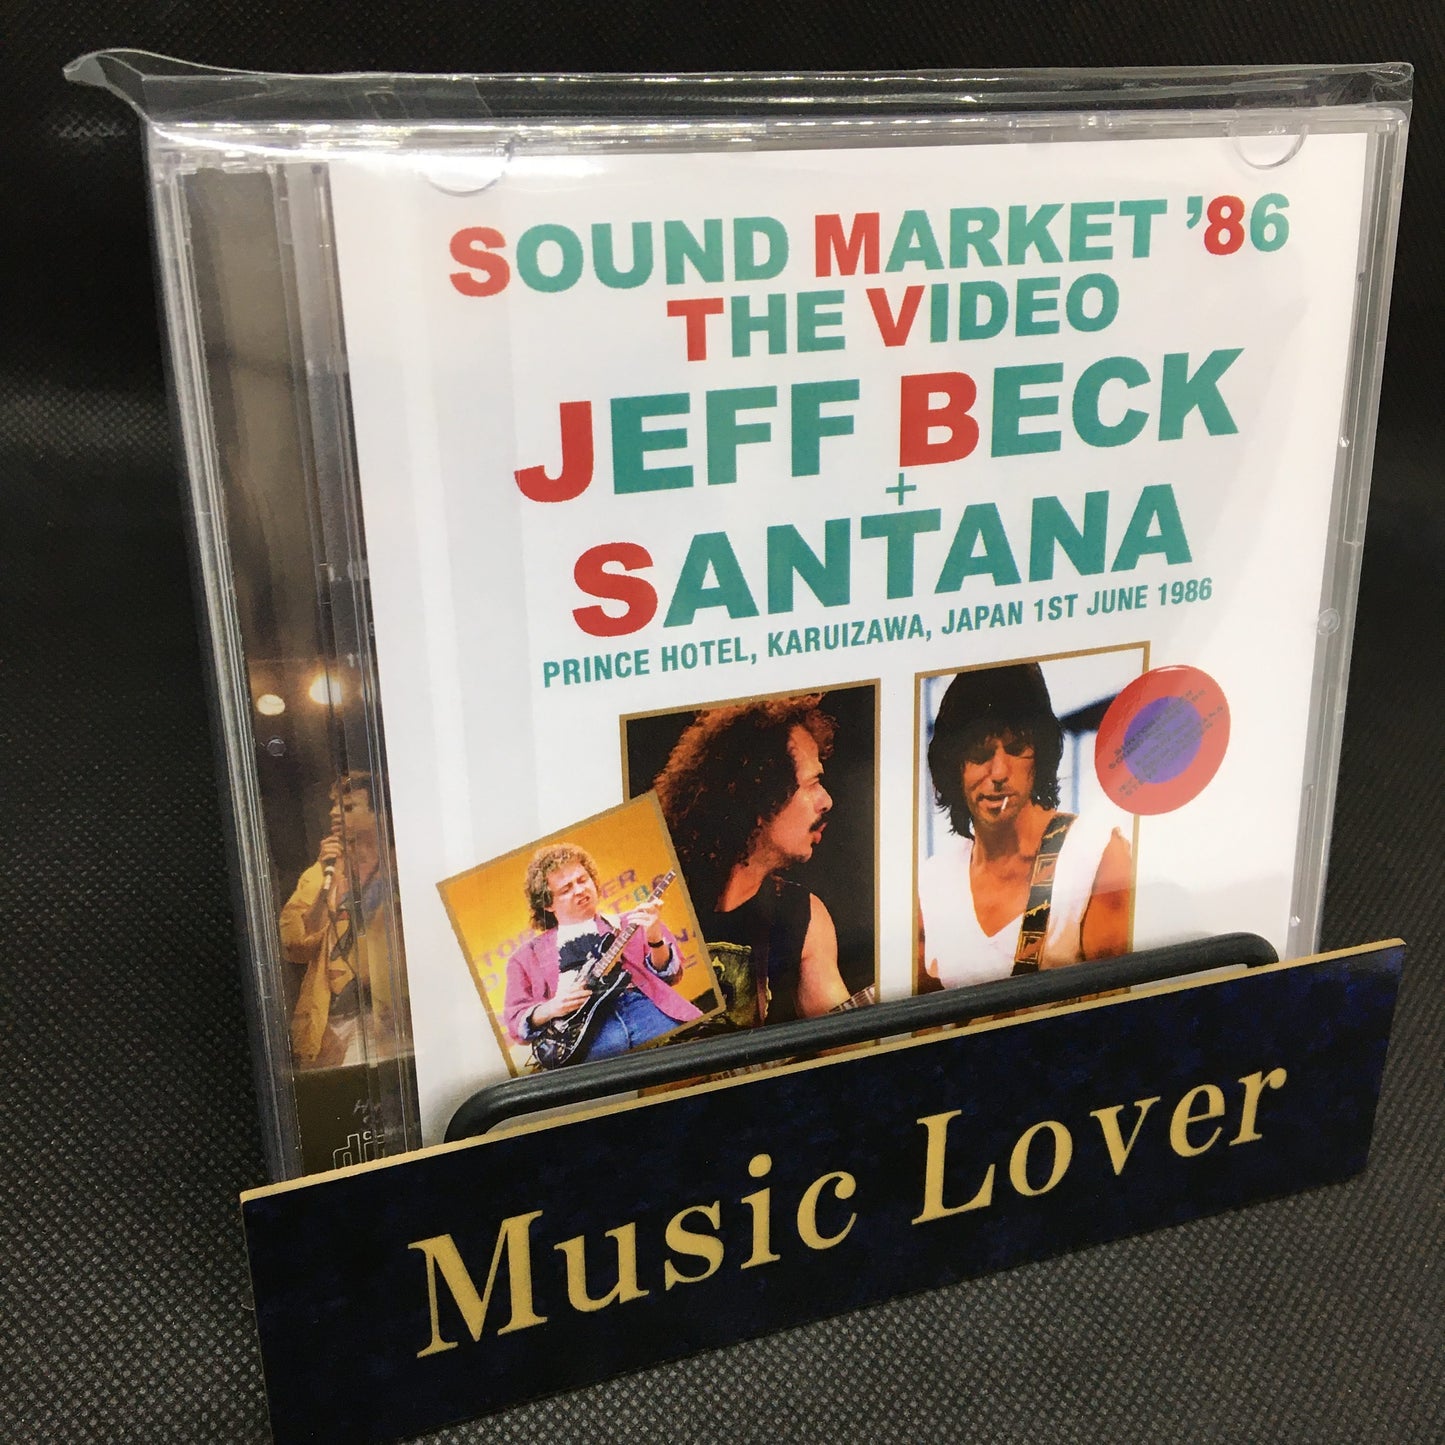 SOUND MARKET '86
THE VIDEO
JEFF BECK
+
SANTANA
PRINCE HOTEL, KARUIZAWA, JAPAN 1ST JUNE 1986
Music Lover